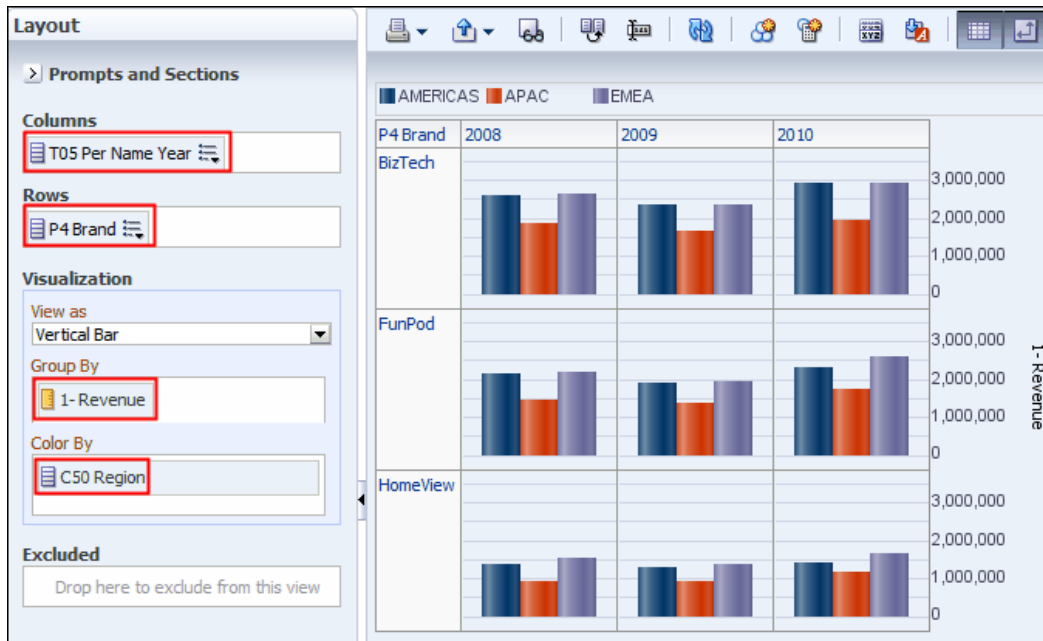 Layout
Prompts and Sections
Columns
T05 Per Name Year
Rows
P4 Brand
Visualization
View as
Vertical Bar
Group By
1- Revenue
Color By
C50 Region
Excluded
Drop here to exclude from this view
XYZ
A
AMERICAS APAC EMEA
P4 Brand 2008 2009 2010
BizTech
3,000,000
2,000,000
1,000,000
0
FunPod
3,000,000
2,000,000
1,000,000
0
HomeView
3,000,000
2,000,000
1,000,000
0
1- Revenue